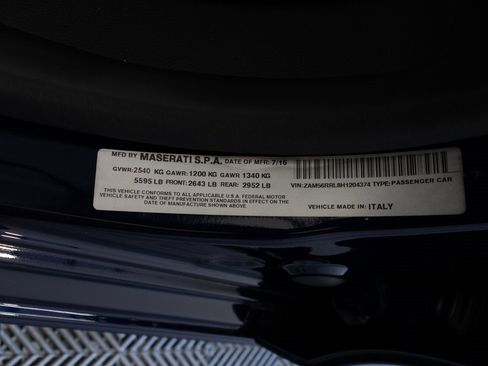 MFD BY MASERATI S.P.A. DATE OF MFR: 7/16
GVWR: 2540 KG GAWR: 1200 KG GAWR 1340 KG
5595 LB FRONT: 2643 LB REAR: 2952 LB
THIS VEHICLE CONFORMS TO ALL APPLICABLE U.S.A. FEDERAL MOTOR
VEHICLE SAFETY AND THEFT PREVENTION STANDARDS IN EFFECT ON THE
DATE OF MANUFACTURE SHOWN ABOVE
VIN: ZAM56RRL8H1204374 TYPE: PASSENGER CAR
VEHICLE MADE IN: ITALY